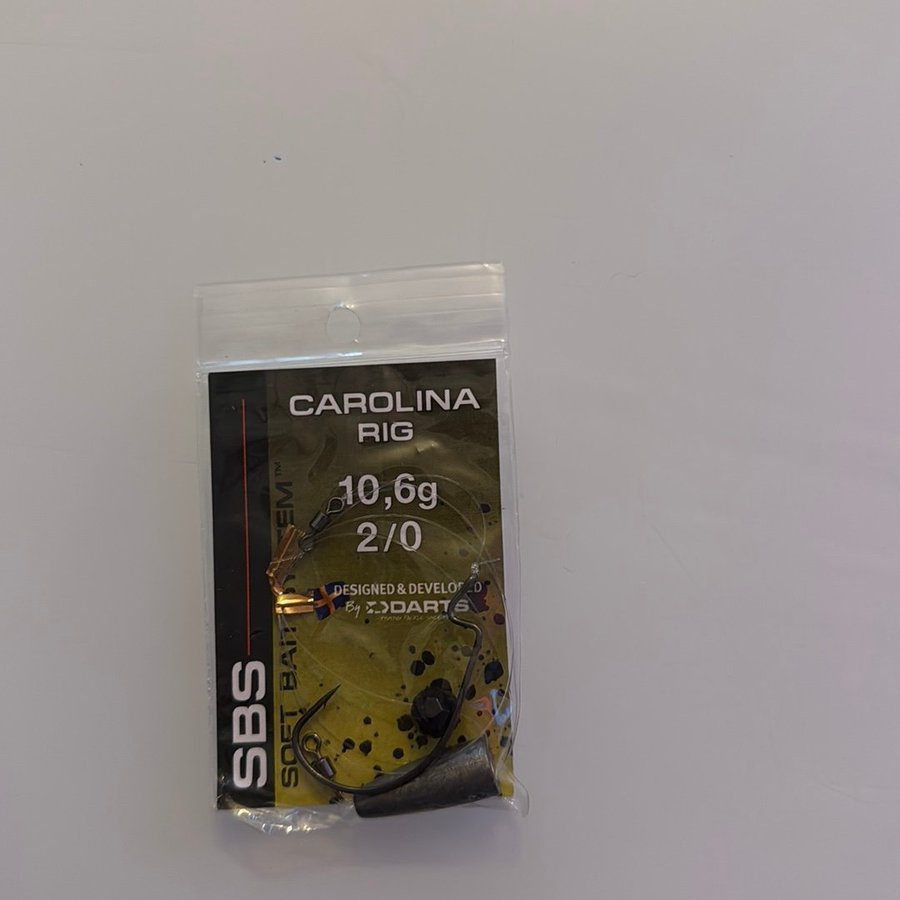 CAROLINA
RIG
10,6g
2/0
DESIGNED & DEVELOPED
By DARTS
SBS
SOFT BAIT